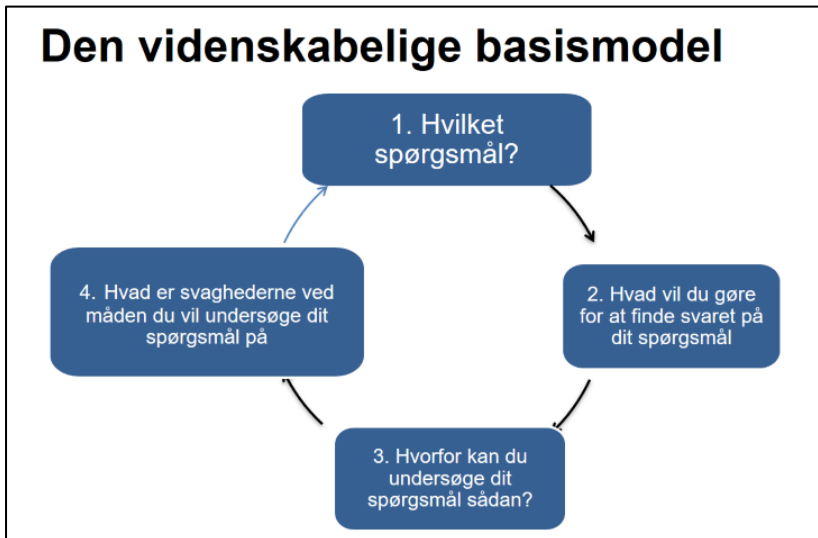 Den videnskabelige basismodel
1. Hvilket
spørgsmål?
2. Hvad vil du gøre
for at finde svaret på
dit spørgsmål
3. Hvorfor kan du
undersøge dit
spørgsmål sådan?
4. Hvad er svaghederne ved
måden du vil undersøge dit
spørgsmål på